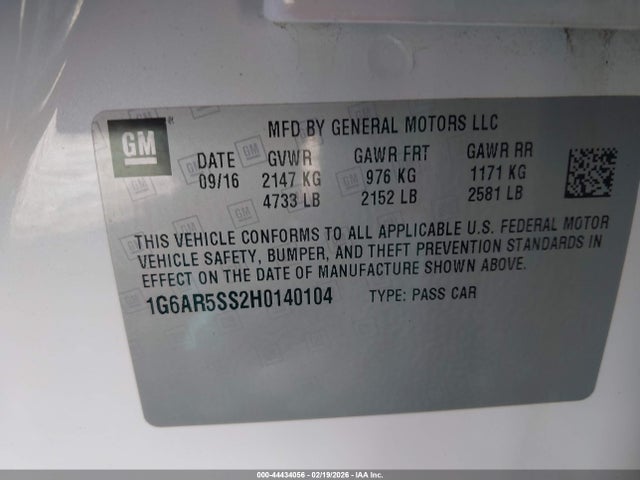 GM
MFD BY GENERAL MOTORS LLC
DATE GVWR GAWR FRT GAWR RR
09/16 2147 KG 976 KG 1171 KG
4733 LB 2152 LB 2581 LB
THIS VEHICLE CONFORMS TO ALL APPLICABLE U.S. FEDERAL MOTOR
VEHICLE SAFETY, BUMPER, AND THEFT PREVENTION STANDARDS IN
EFFECT ON THE DATE OF MANUFACTURE SHOWN ABOVE.
1G6AR5SS2H0140104 TYPE: PASS CAR
000-44434056 - 02/19/2026 - IAA Inc.